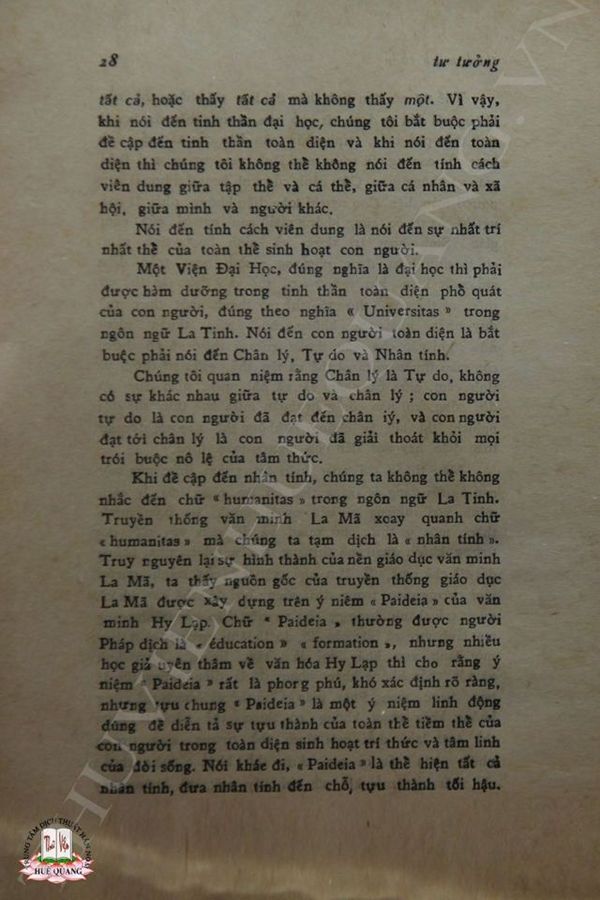 28 tư tưởng
tất cả, hoặc thấy tất cả mà không thấy một. Vì vậy,
khi nói đến tinh thần đại học, chúng tôi bắt buộc phải
đề cập đến tinh thần toàn diện và khi nói đến toàn
diện thì chúng tôi không thể không nói đến tính cách
viên dung giữa tập thể và cá thể, giữa cá nhân và xã
hội, giữa mình và người khác.
Nói đến tính cách viên dung là nói đến sự nhất trí
nhất thể của toàn thể sinh hoạt con người.
Một Viện Đại Học, đúng nghĩa là đại học thì phải
được hàm dưỡng trong tinh thần toàn diện phổ quát
của con người, đúng theo nghĩa « Universitas » trong
ngôn ngữ La Tinh. Nói đến con người toàn diện là bắt
buộc phải nói đến Chân lý, Tự do và Nhân tính.
Chúng tôi quan niệm rằng Chân lý là Tự do, không
có sự khác nhau giữa tự do và chân lý ; con người
tự do là con người đã đạt đến chân lý, và con người
đạt tới chân lý là con người đã giải thoát khỏi mọi
trói buộc nô lệ của tâm thức.
Khi đề cập đến nhân tính, chúng ta không thể không
nhắc đến chữ « humanitas » trong ngôn ngữ La Tinh.
Truyền thống văn minh La Mã xoay quanh chữ
« humanitas » mà chúng ta tạm dịch là « nhân tính ».
Truy nguyên lại sự hình thành của nền giáo dục văn minh
La Mã, ta thấy nguồn gốc của truyền thống giáo dục
La Mã được xây dựng trên ý niệm « Paideia » của văn
minh Hy Lạp. Chữ " Paideia , thường được người
Pháp dịch là « éducation » « formation », nhưng nhiều
học giả uyên thâm về văn hóa Hy Lạp thì cho rằng ý
niệm " Paideia » rất là phong phú, khó xác định rõ ràng,
nhưng tựu chung « Paideia » là một ý niệm linh động
dùng để diễn tả sự tựu thành của toàn thể tiềm thể của
con người trong toàn diện sinh hoạt trí thức và tâm linh
của đời sống. Nói khác đi, « Paideia » là thể hiện tất cả
nhân tính, đưa nhân tính đến chỗ, tựu thành tối hậu.
TRUNG TÂM DỊCH THUẬT HÁN NÔM
HUỆ QUANG